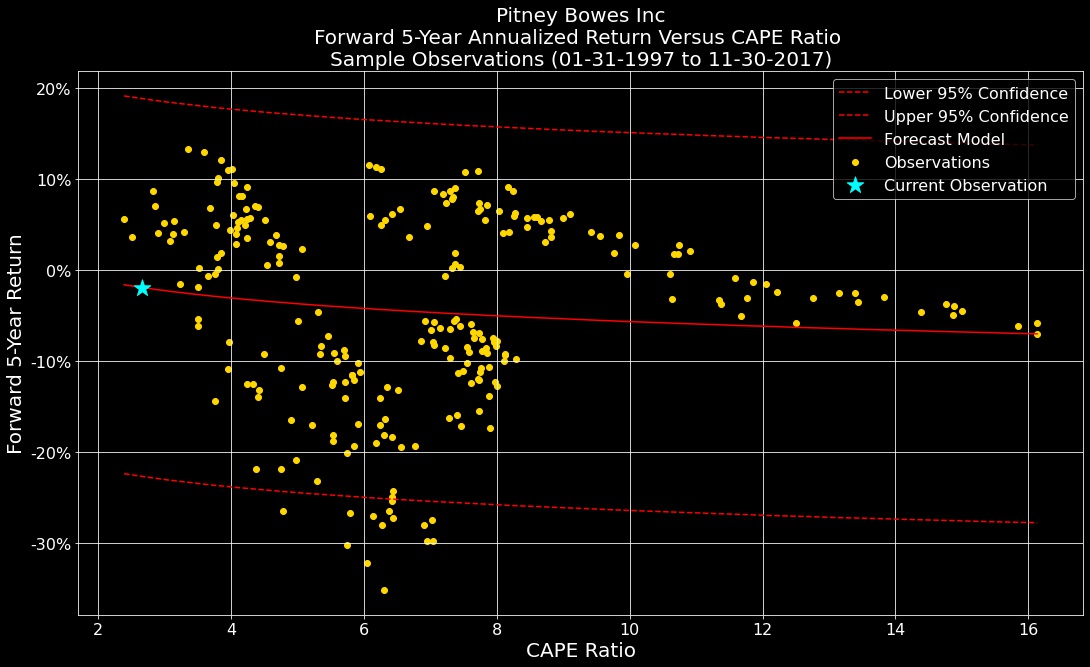 Pitney Bowes Inc
Forward 5-Year Annualized Return Versus CAPE Ratio
Sample Observations (01-31-1997 to 11-30-2017)
Lower 95% Confidence
Upper 95% Confidence
Forecast Model
Observations
Current Observation
Forward 5-Year Return
20%
10%
0%
-10%
-20%
-30%
2 4 6 8 10 12 14 16
CAPE Ratio